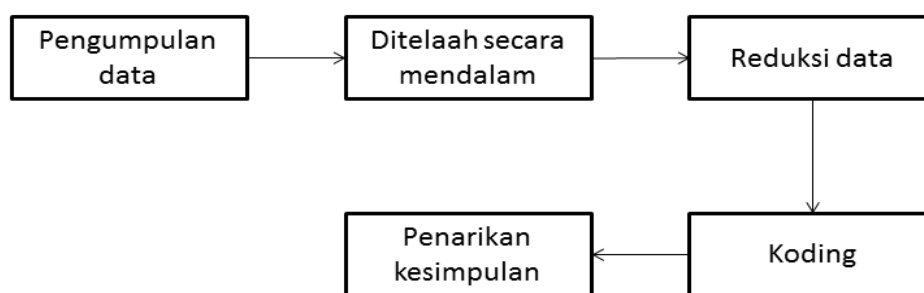 Pengumpulan
data
Ditelaah secara
mendalam
Reduksi data
Koding
Penarikan
kesimpulan